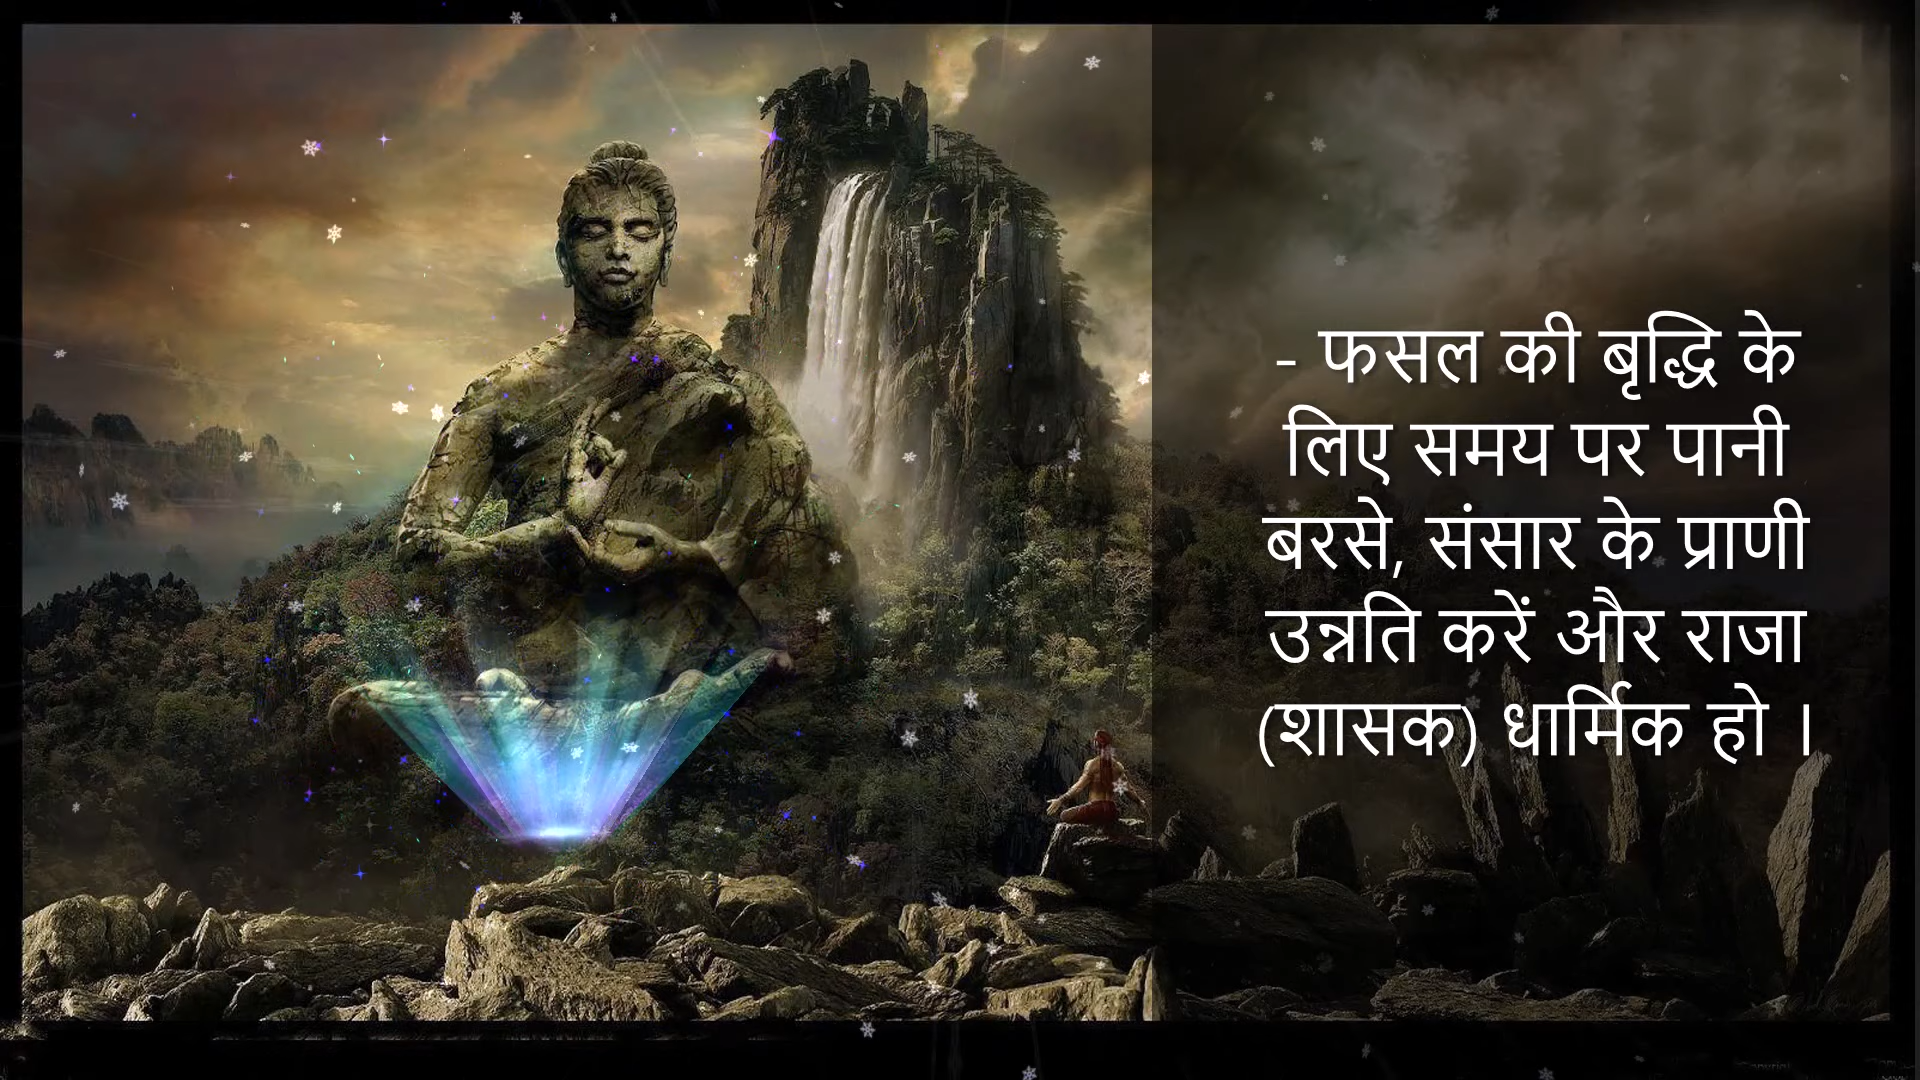 - फसल की बृद्धि के
लिए समय पर पानी
बरसे, संसार के प्राणी
उन्नति करें और राजा
(शासक) धार्मिक हो ।